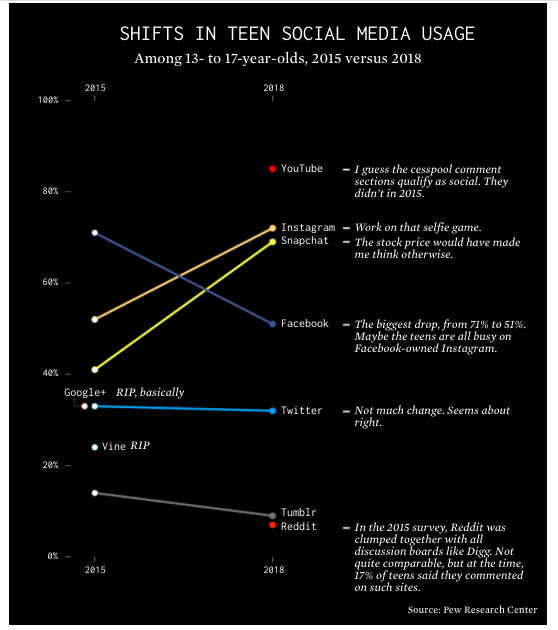 SHIFTS IN TEEN SOCIAL MEDIA USAGE
Among 13- to 17-year-olds, 2015 versus 2018
2015 2018
100%
YouTube — I guess the cesspool comment
sections qualify as social. They
didn't in 2015.
80%
Instagram — Work on that selfie game.
Snapchat — The stock price would have made
me think otherwise.
60%
Facebook — The biggest drop, from 71% to 51%.
Maybe the teens are all busy on
Facebook-owned Instagram.
40%
Google+ RIP, basically
Twitter — Not much change. Seems about
right.
Vine RIP
20%
Tumblr
Reddit — In the 2015 survey, Reddit was
clumped together with all
discussion boards like Digg. Not
quite comparable, but at the time,
17% of teens said they commented
on such sites.
0%
2015 2018
Source: Pew Research Center